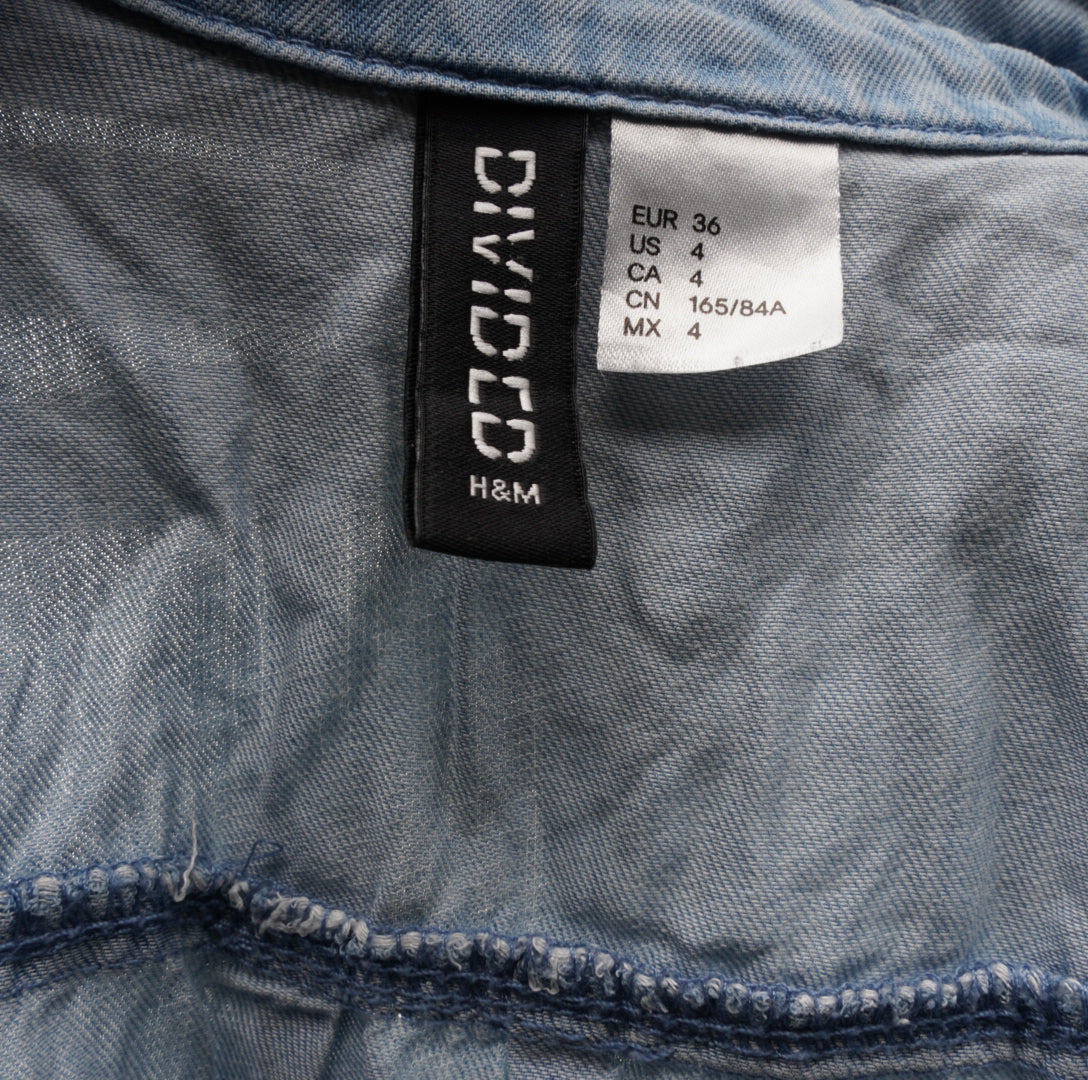 DIVIDED
H&M
EUR 36
US 4
CA 4
CN 165/84A
MX 4